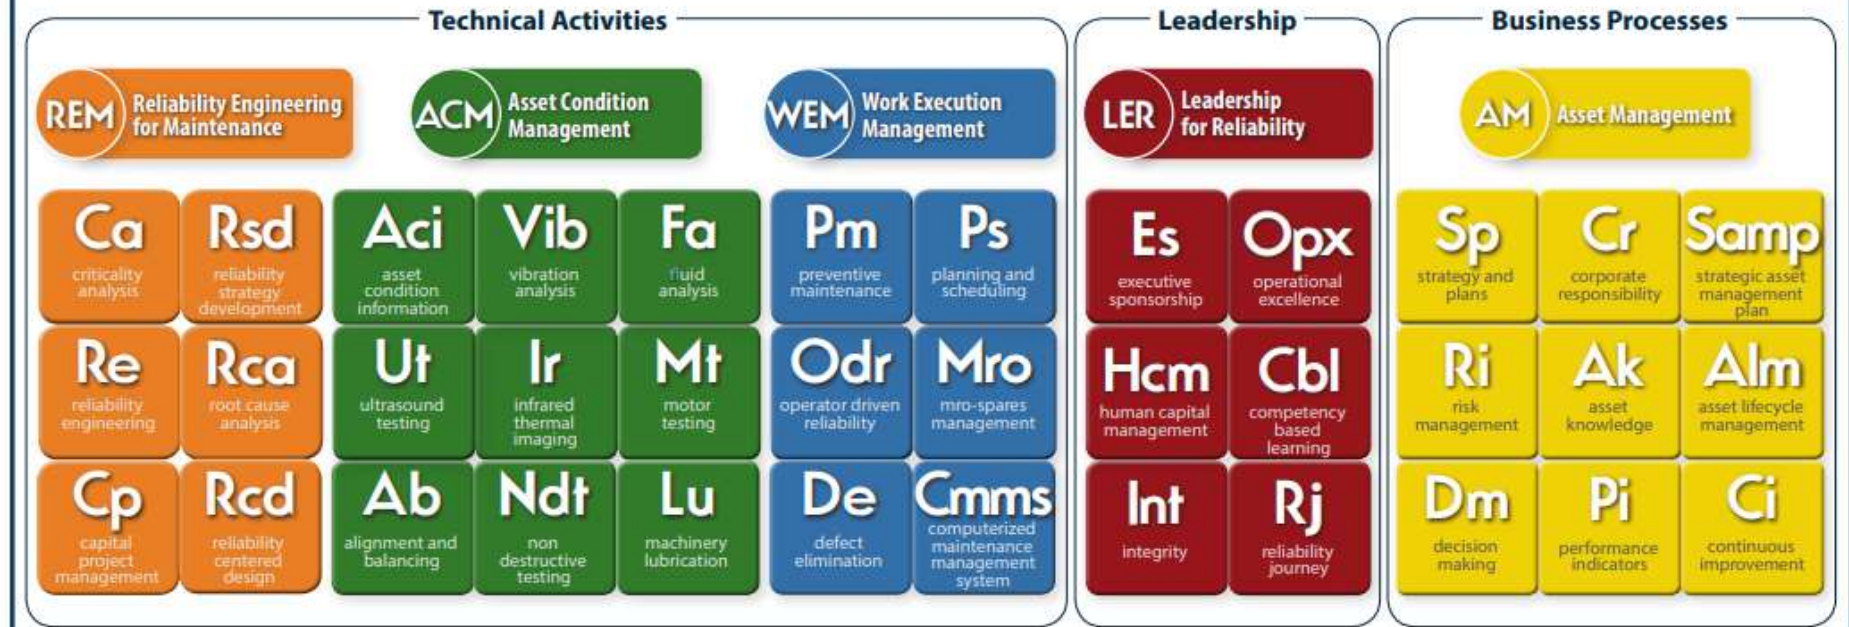 Technical Activities
Leadership
Business Processes
REM
Reliability Engineering
for Maintenance
ACM
Asset Condition
Management
WEM
Work Execution
Management
LER
Leadership
for Reliability
AM
Asset Management
Ca
criticality
analysis
Rsd
reliability
strategy
development
Aci
asset
condition
information
Vib
vibration
analysis
Fa
fluid
analysis
Pm
preventive
maintenance
Ps
planning and
scheduling
Es
executive
sponsorship
Opx
operational
excellence
Sp
strategy and
plans
Cr
corporate
responsibility
Samp
strategic asset
management
plan
Re
reliability
engineering
Rca
root cause
analysis
Ut
ultrasound
testing
Ir
infrared
thermal
imaging
Mt
motor
testing
Odr
operator driven
reliability
Mro
mro-spares
management
Hcm
human capital
management
Cbl
competency
based
learning
Ri
risk
management
Ak
asset
knowledge
Alm
asset lifecycle
management
Cp
capital
project
management
Rcd
reliability
centered
design
Ab
alignment and
balancing
Ndt
non
destructive
testing
Lu
machinery
lubrication
De
defect
elimination
Cmms
computerized
maintenance
management
system
Int
integrity
Rj
reliability
journey
Dm
decision
making
Pi
performance
indicators
Ci
continuous
improvement